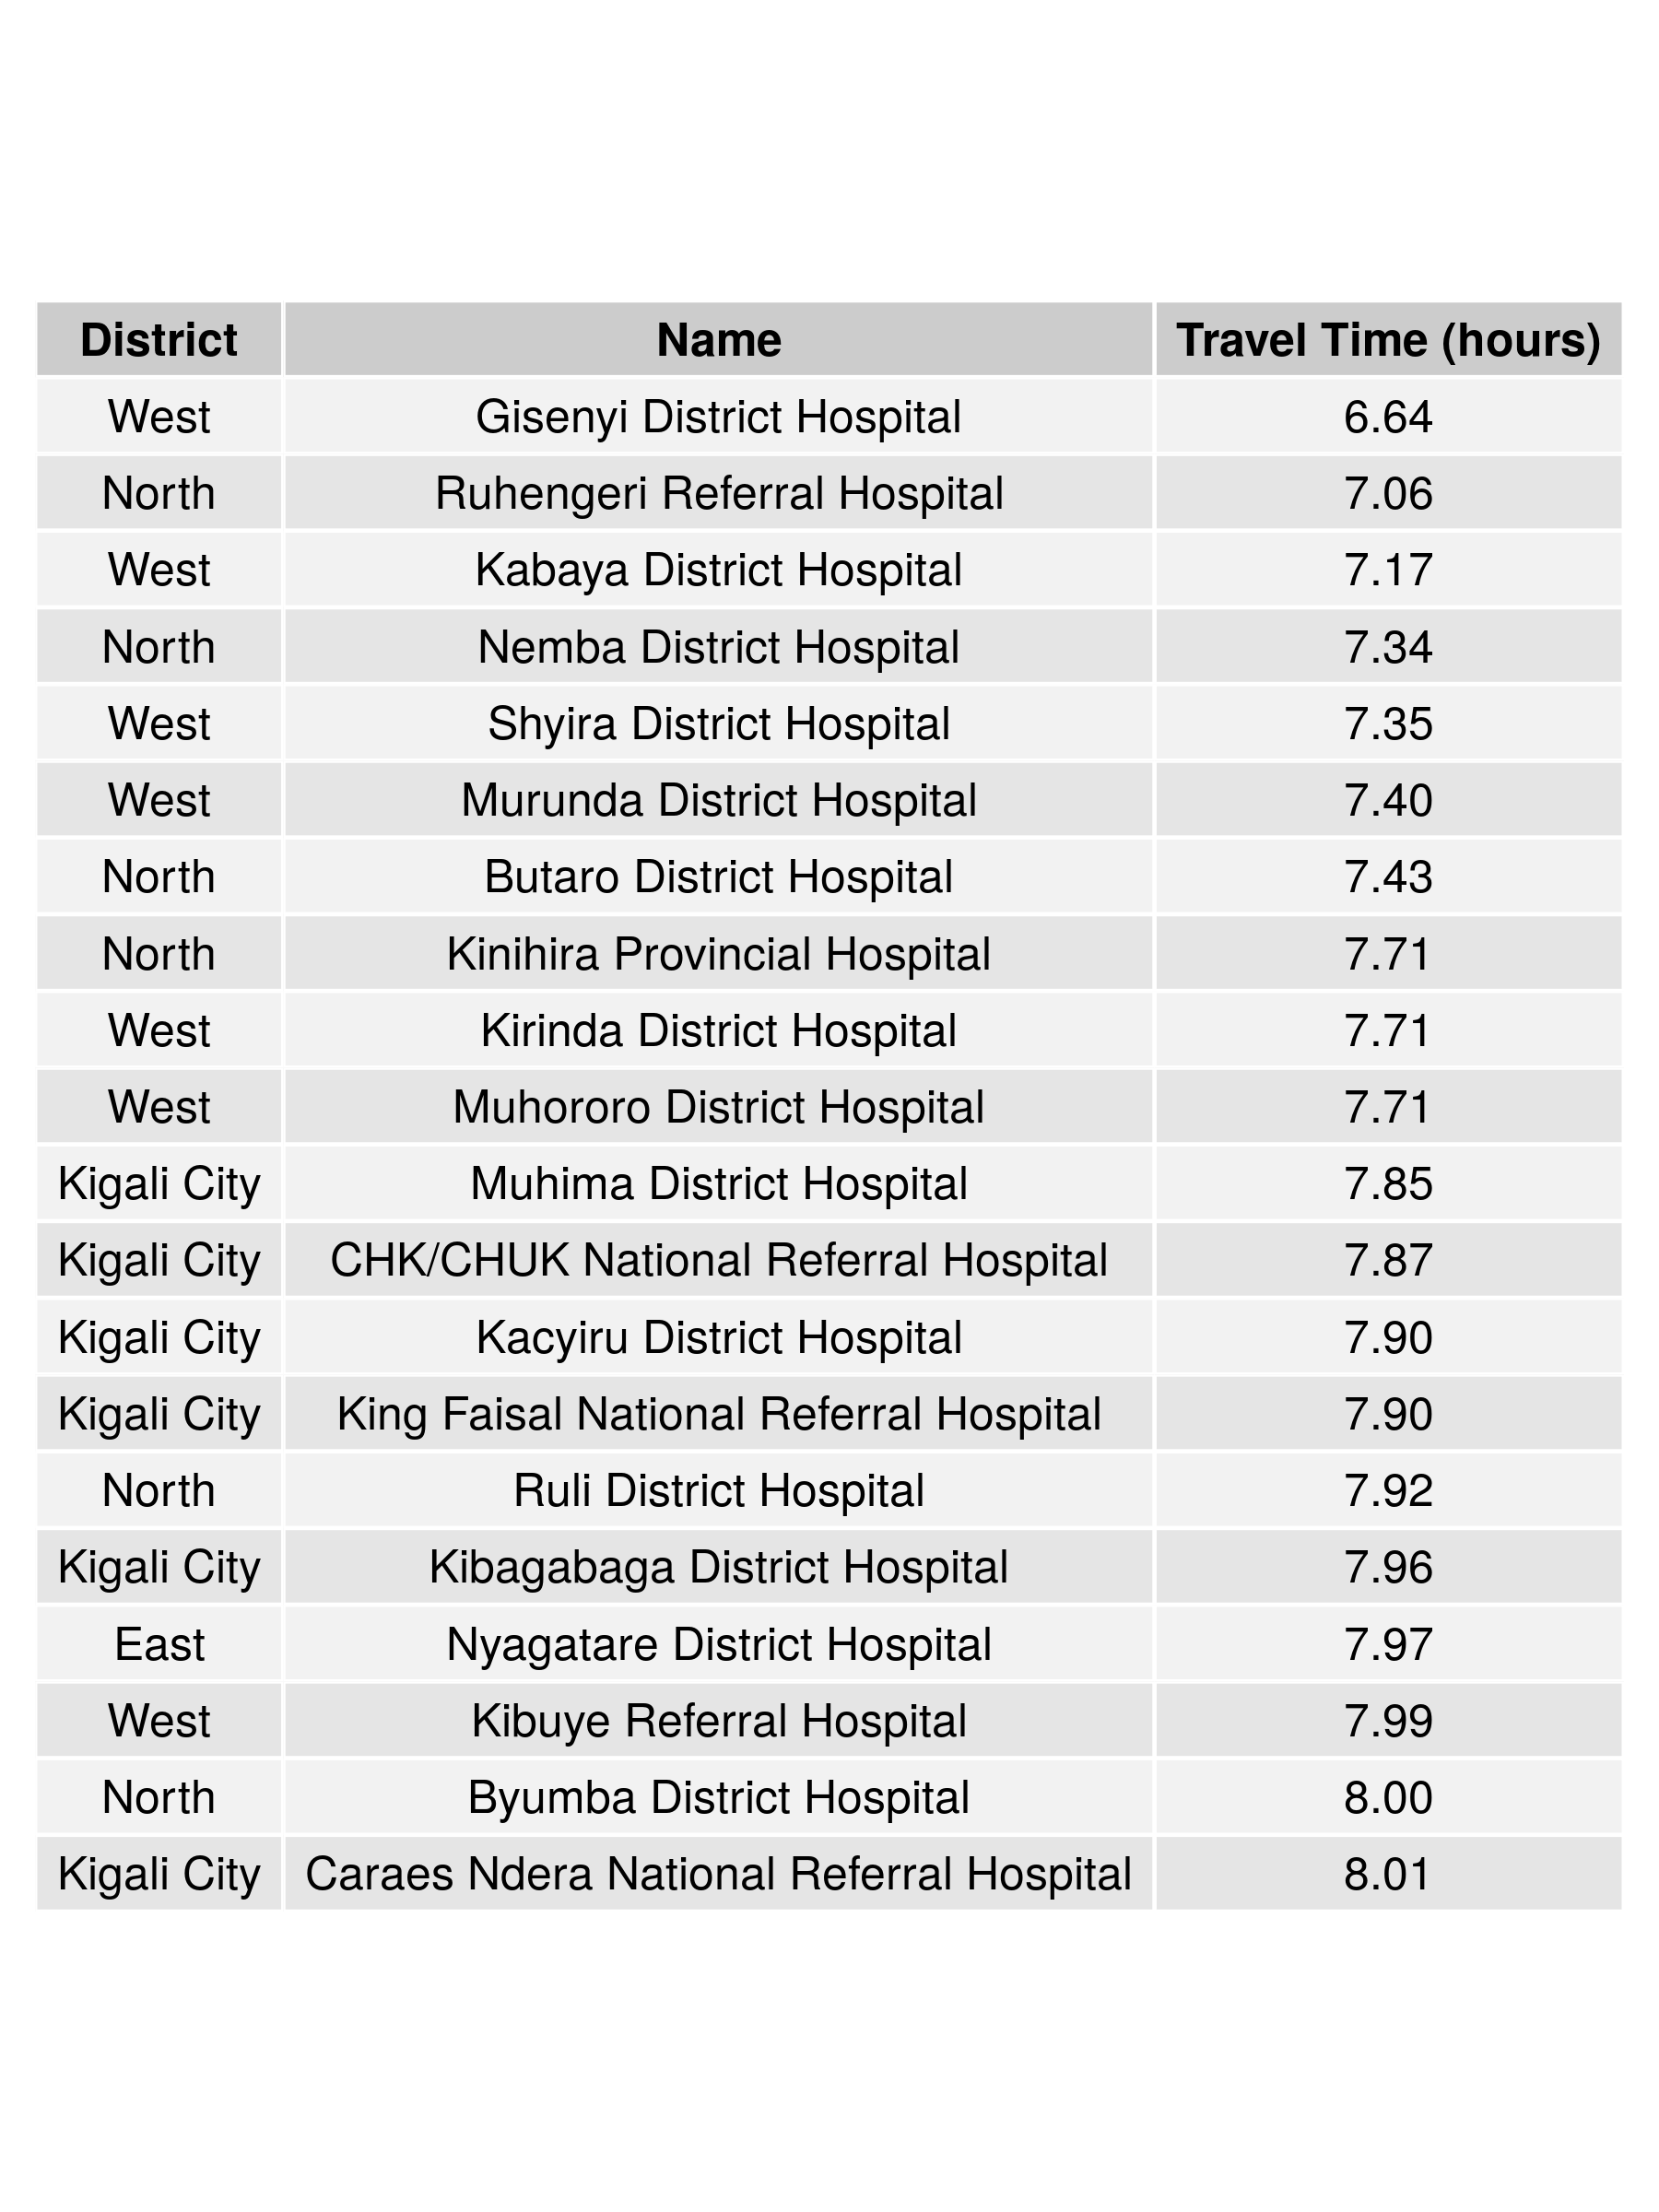 District Name Travel Time (hours)
West Gisenyi District Hospital 6.64
North Ruhengeri Referral Hospital 7.06
West Kabaya District Hospital 7.17
North Nemba District Hospital 7.34
West Shyira District Hospital 7.35
West Murunda District Hospital 7.40
North Butaro District Hospital 7.43
North Kinihira Provincial Hospital 7.71
West Kirinda District Hospital 7.71
West Muhororo District Hospital 7.71
Kigali City Muhima District Hospital 7.85
Kigali City CHK/CHUK National Referral Hospital 7.87
Kigali City Kacyiru District Hospital 7.90
Kigali City King Faisal National Referral Hospital 7.90
North Ruli District Hospital 7.92
Kigali City Kibagabaga District Hospital 7.96
East Nyagatare District Hospital 7.97
West Kibuye Referral Hospital 7.99
North Byumba District Hospital 8.00
Kigali City Caraes Ndera National Referral Hospital 8.01